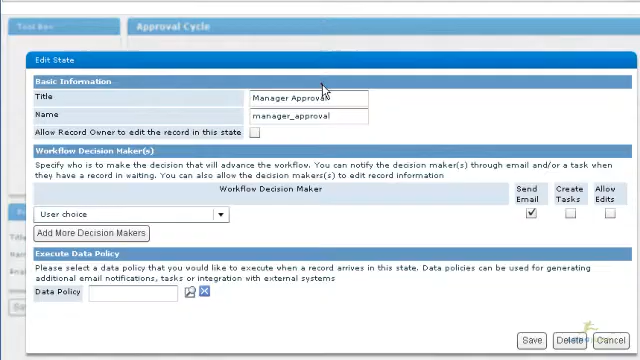 Tool Box
Approval Cycle
Edit State
Basic Information
Title
Manager Approval
Name
manager_approval
Allow Record Owner to edit the record in this state
Workflow Decision Maker(s)
Specify who is to make the decision that will advance the workflow. You can notify the decision maker(s) through email and/or a task when
they have a record in waiting. You can also allow the decision makers(s) to edit record information
Workflow Decision Maker
Send Email
Create Tasks
Allow Edits
User choice
Add More Decision Makers
Execute Data Policy
Please select a data policy that you would like to execute when a record arrives in this state. Data policies can be used for generating
additional email notifications, tasks or integration with external systems
Data Policy
Save
Delete
Cancel